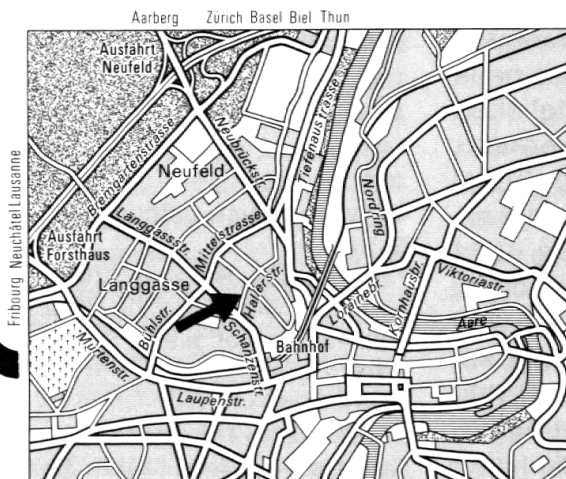 Aarberg Zürich Basel Biel Thun
Fribourg Neuchâtel Lausanne
Ausfahrt
Neufeld
Bremgartenstrasse
Neubrückstr.
Tiefenaustrasse
Neufeld
Nordring
Länggassstr.
Mittelstrasse
Ausfahrt
Forsthaus
Länggasse
Hallerstr.
Bühlstr.
Schanzenstr.
Lorrainebr.
Kornhausbr.
Viktoriastr.
Aare
Bahnhof
Murtenstr.
Laupenstr.